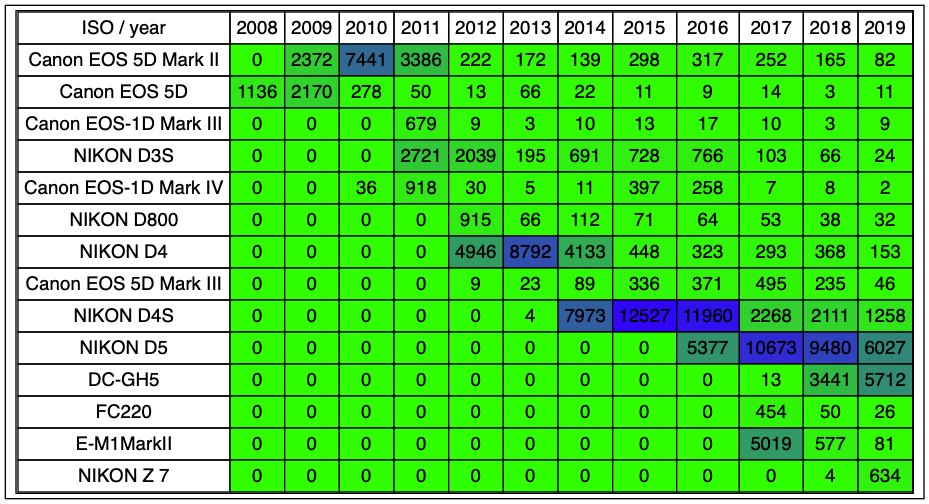 ISO / year 2008 2009 2010 2011 2012 2013 2014 2015 2016 2017 2018 2019
Canon EOS 5D Mark II 0 2372 7441 3386 222 172 139 298 317 252 165 82
Canon EOS 5D 1136 2170 278 50 13 66 22 11 9 14 3 11
Canon EOS-1D Mark III 0 0 0 679 9 3 10 13 17 10 3 9
NIKON D3S 0 0 0 2721 2039 195 691 728 766 103 66 24
Canon EOS-1D Mark IV 0 0 36 918 30 5 11 397 258 7 8 2
NIKON D800 0 0 0 0 915 66 112 71 64 53 38 32
NIKON D4 0 0 0 0 4946 8792 4133 448 323 293 368 153
Canon EOS 5D Mark III 0 0 0 0 9 23 89 336 371 495 235 46
NIKON D4S 0 0 0 0 0 4 7973 12527 11960 2268 2111 1258
NIKON D5 0 0 0 0 0 0 0 0 5377 10673 9480 6027
DC-GH5 0 0 0 0 0 0 0 0 0 13 3441 5712
FC220 0 0 0 0 0 0 0 0 0 454 50 26
E-M1MarkII 0 0 0 0 0 0 0 0 0 5019 577 81
NIKON Z 7 0 0 0 0 0 0 0 0 0 0 4 634